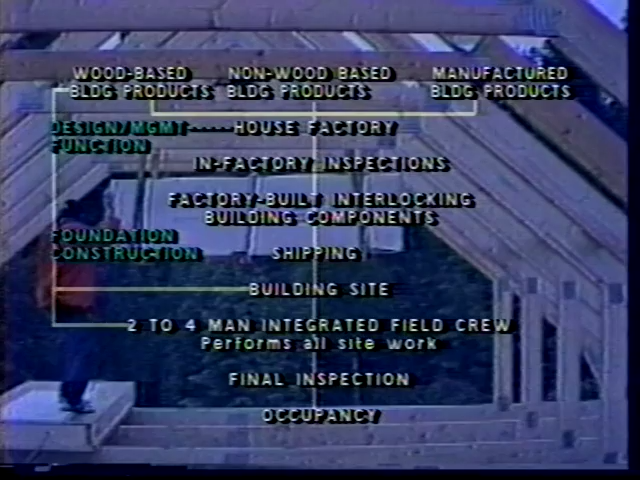 WOOD-BASED NON-WOOD BASED MANUFACTURED
BLDG PRODUCTS BLDG PRODUCTS BLDG PRODUCTS
DESIGN/MGMT-----HOUSE FACTORY
FUNCTION
IN-FACTORY INSPECTIONS
FACTORY-BUILT INTERLOCKING
BUILDING COMPONENTS
FOUNDATION
CONSTRUCTION SHIPPING
BUILDING SITE
2 TO 4 MAN INTEGRATED FIELD CREW
Performs all site work
FINAL INSPECTION
OCCUPANCY